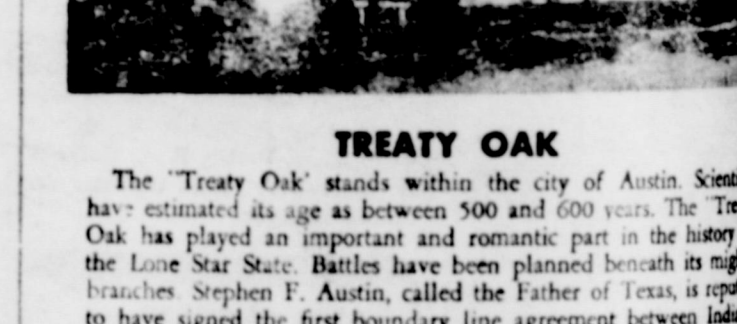 TREATY OAK
The "Treaty Oak' stands within the city of Austin.
have estimated its age as between 500 and 600 years. The
Oak has played an important and romantic part in the history
the Lone Star State. Battles have been planned beneath its
branches. Stephen F. Austin, called the Father of Texas, is
to have signed the first boundary line agreement between